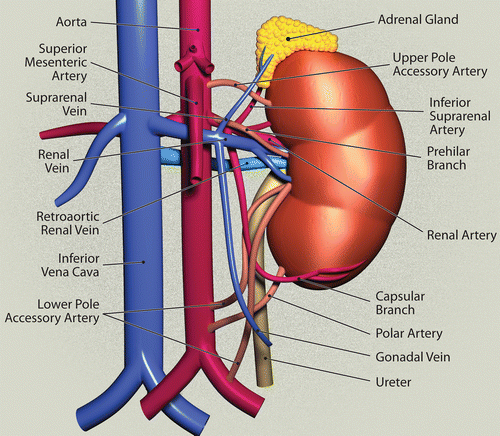 Aorta
Superior
Mesenteric
Artery
Suprarenal
Vein
Renal
Vein
Retroaortic
Renal Vein
Inferior
Vena Cava
Lower Pole
Accessory Artery
Adrenal Gland
Upper Pole
Accessory Artery
Inferior
Suprarenal
Artery
Prehilar
Branch
Renal Artery
Capsular
Branch
Polar Artery
Gonadal Vein
Ureter